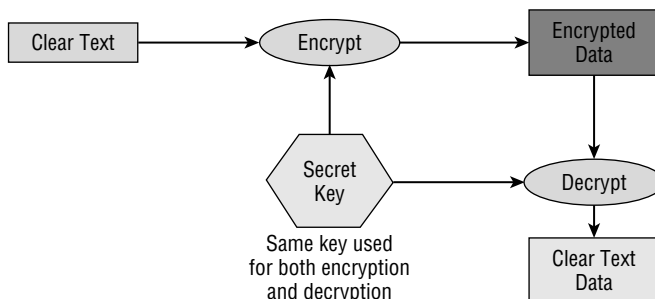 Clear Text
Encrypt
Encrypted
Data
Secret
Key
Decrypt
Same key used
for both encryption
and decryption
Clear Text
Data